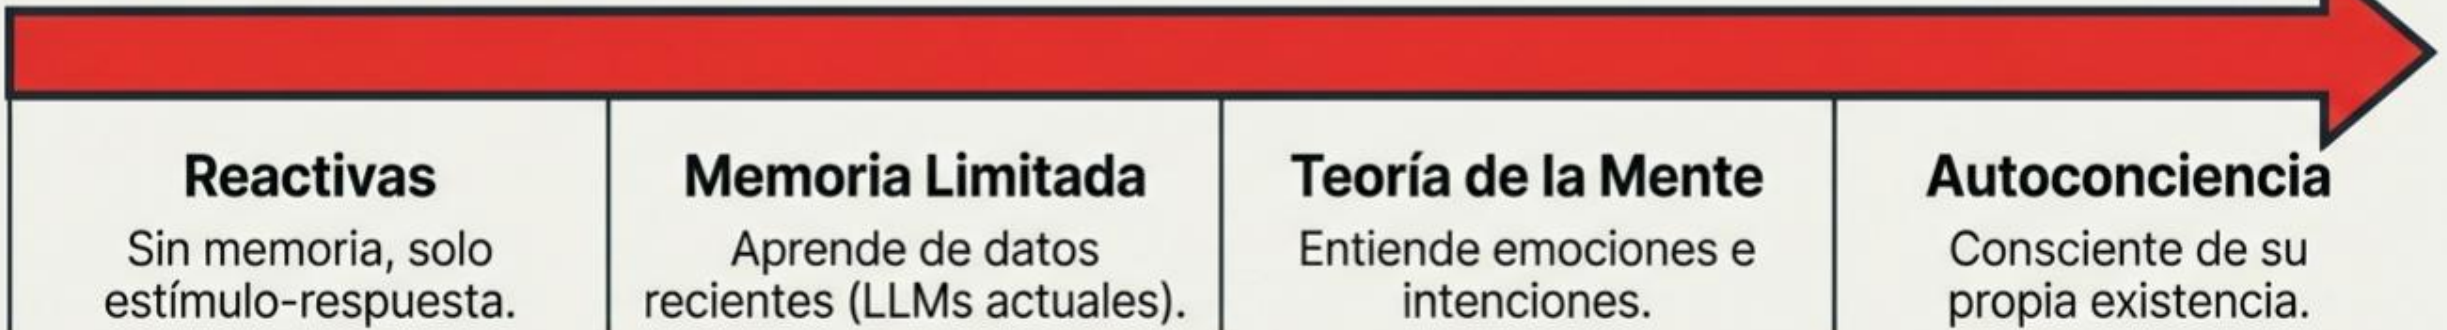 Reactivas
Sin memoria, solo
estímulo-respuesta.
Memoria Limitada
Aprende de datos
recientes (LLMs actuales).
Teoría de la Mente
Entiende emociones e
intenciones.
Autoconciencia
Consciente de su
propia existencia.